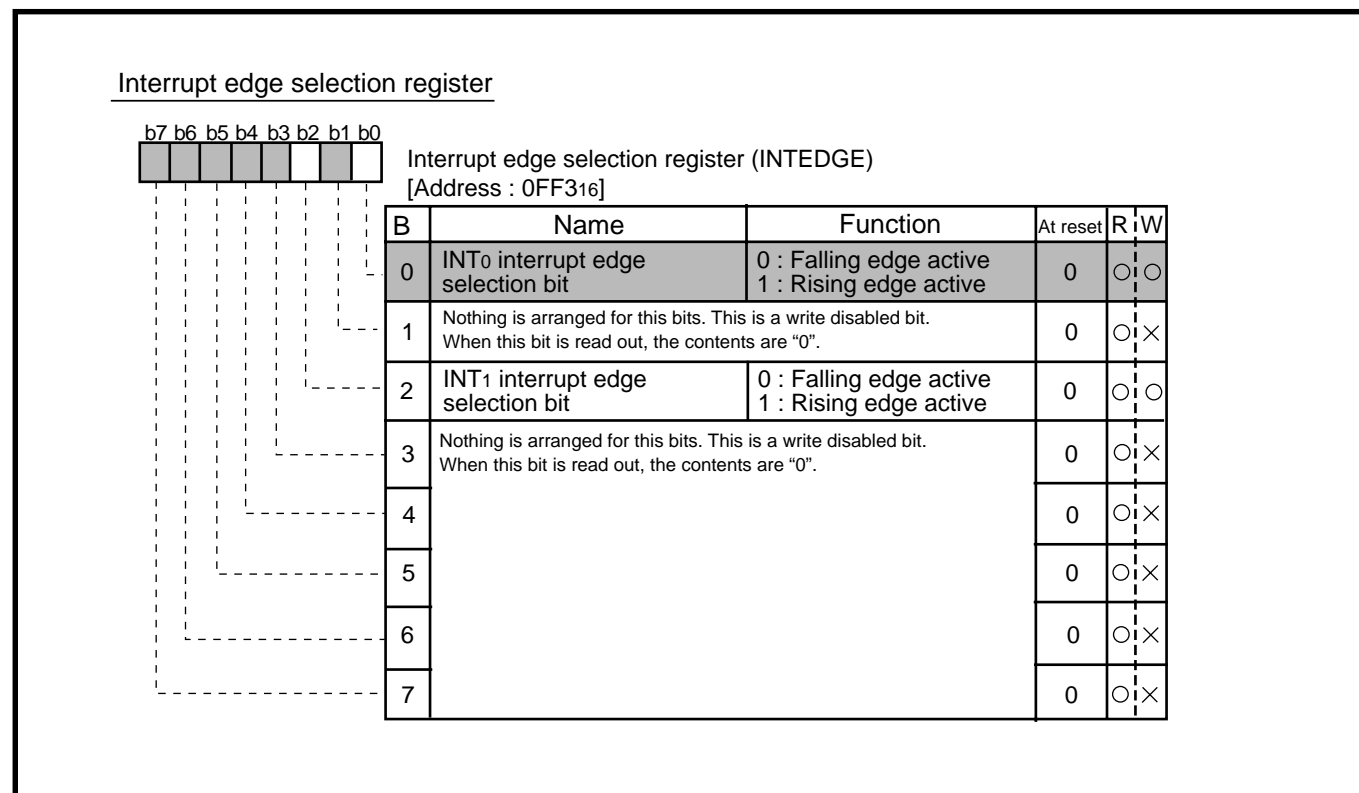 Interrupt edge selection register
b7 b6 b5 b4 b3 b2 b1 b0
Interrupt edge selection register (INTEDGE)
[Address : 0FF316]
B Name Function At reset R W
0 INT0 interrupt edge selection bit 0 : Falling edge active 1 : Rising edge active 0 ○ ○
1 Nothing is arranged for this bits. This is a write disabled bit. When this bit is read out, the contents are “0”. 0 ○ ×
2 INT1 interrupt edge selection bit 0 : Falling edge active 1 : Rising edge active 0 ○ ○
3 Nothing is arranged for this bits. This is a write disabled bit. When this bit is read out, the contents are “0”. 0 ○ ×
4 0 ○ ×
5 0 ○ ×
6 0 ○ ×
7 0 ○ ×